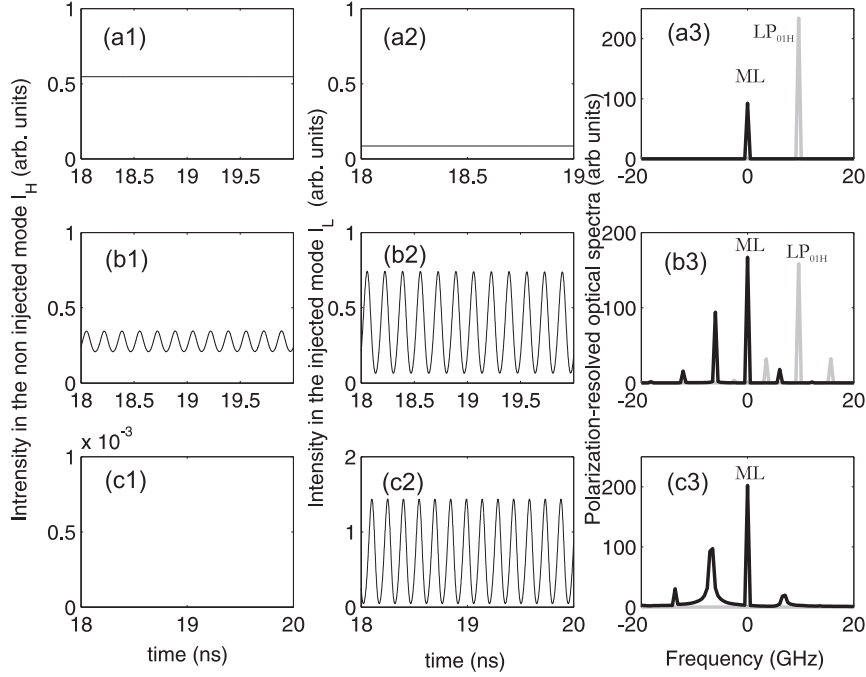 Intrensity in the non injected mode I_H (arb. units)
Intensity in the injected mode I_L (arb. units)
Polarization-resolved optical spectra (arb units)
(a1)
1
0.5
0
18 18.5 19 19.5
(a2)
1
0.5
0
18 18.5 19
(a3)
ML
LP01H
200
100
0
-20 0 20
(b1)
1
0.5
0
18 18.5 19 19.5 20
(b2)
1
0.5
0
18 18.5 19 19.5 20
(b3)
ML
LP01H
200
100
0
-20 0 20
(c1)
x 10-3
1
0.5
0
18 19 20
time (ns)
(c2)
2
1
0
18 19 20
time (ns)
(c3)
ML
200
100
0
-20 0 20
Frequency (GHz)